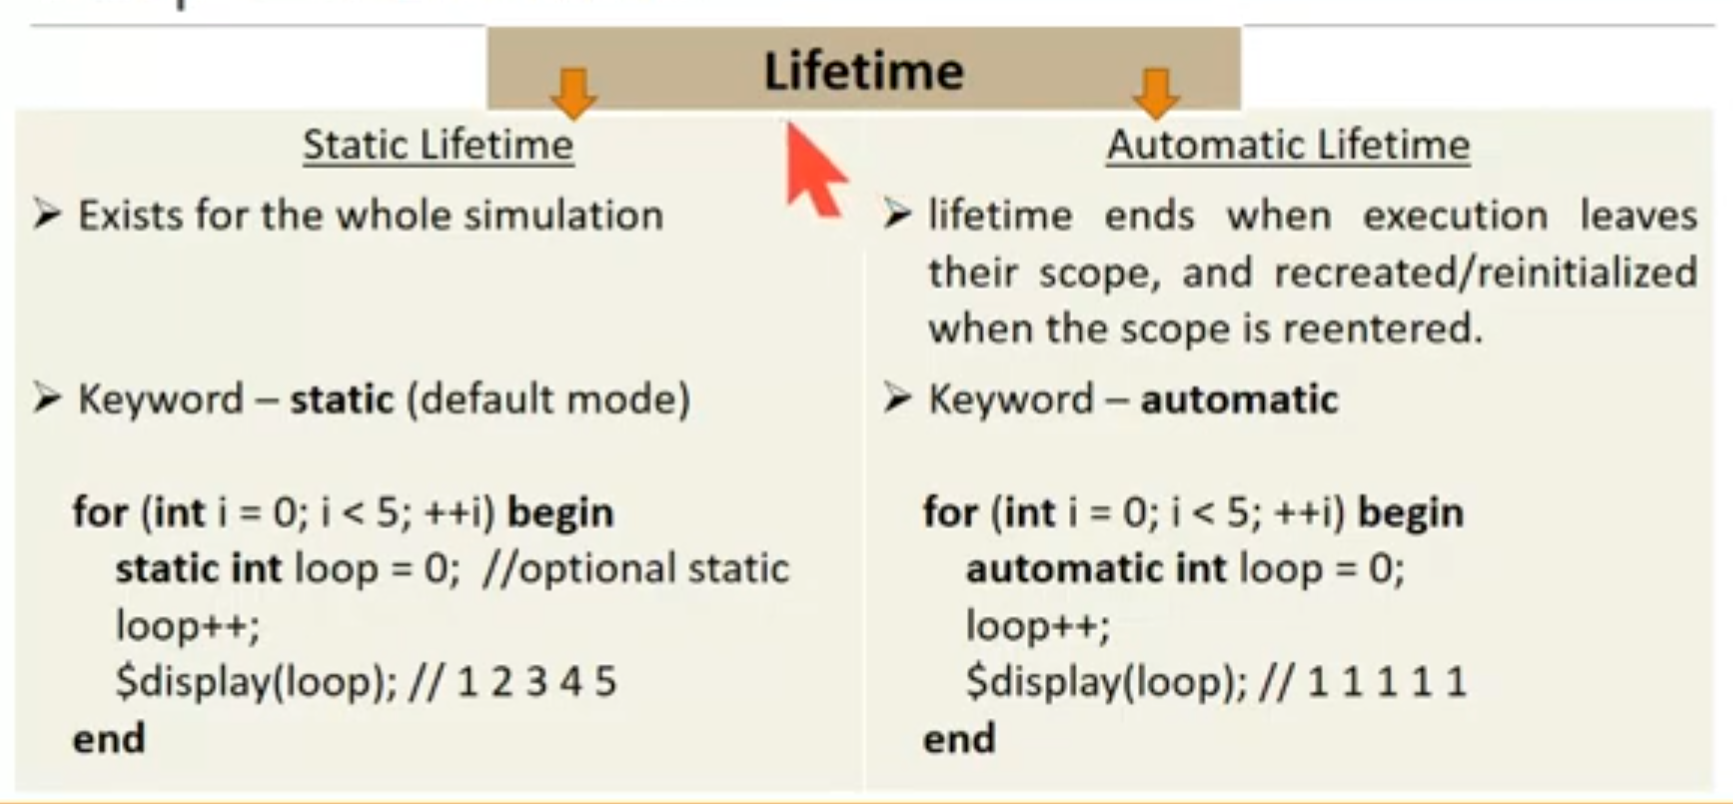 Lifetime
Static Lifetime
➢ Exists for the whole simulation
➢ Keyword – static (default mode)
for (int i = 0; i < 5; ++i) begin
static int loop = 0; //optional static
loop++;
$display(loop); // 1 2 3 4 5
end
Automatic Lifetime
➢ lifetime ends when execution leaves
their scope, and recreated/reinitialized
when the scope is reentered.
➢ Keyword – automatic
for (int i = 0; i < 5; ++i) begin
automatic int loop = 0;
loop++;
$display(loop); // 1 1 1 1 1
end